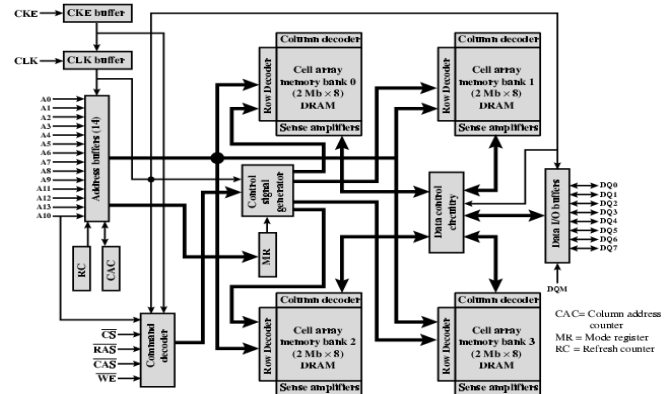 CKE
CKE buffer
CLK
CLK buffer
A0
A1
A2
A3
A4
A5
A6
A7
A8
A9
A11
A12
A13
A10
Address buffers (14)
RC
CAC
CS
RAS
CAS
WE
Command
decoder
Control
signal
generator
MR
Column decoder
Row Decoder
Cell array
memory bank 0
(2 Mb × 8)
DRAM
Sense amplifiers
Column decoder
Row Decoder
Cell array
memory bank 1
(2 Mb × 8)
DRAM
Sense amplifiers
Column decoder
Row Decoder
Cell array
memory bank 2
(2 Mb × 8)
DRAM
Sense amplifiers
Column decoder
Row Decoder
Cell array
memory bank 3
(2 Mb × 8)
DRAM
Sense amplifiers
Data control
circuitry
Data I/O buffers
DQ0
DQ1
DQ2
DQ3
DQ4
DQ5
DQ6
DQ7
DQM
CAC= Column address
counter
MR = Mode register
RC = Refresh counter